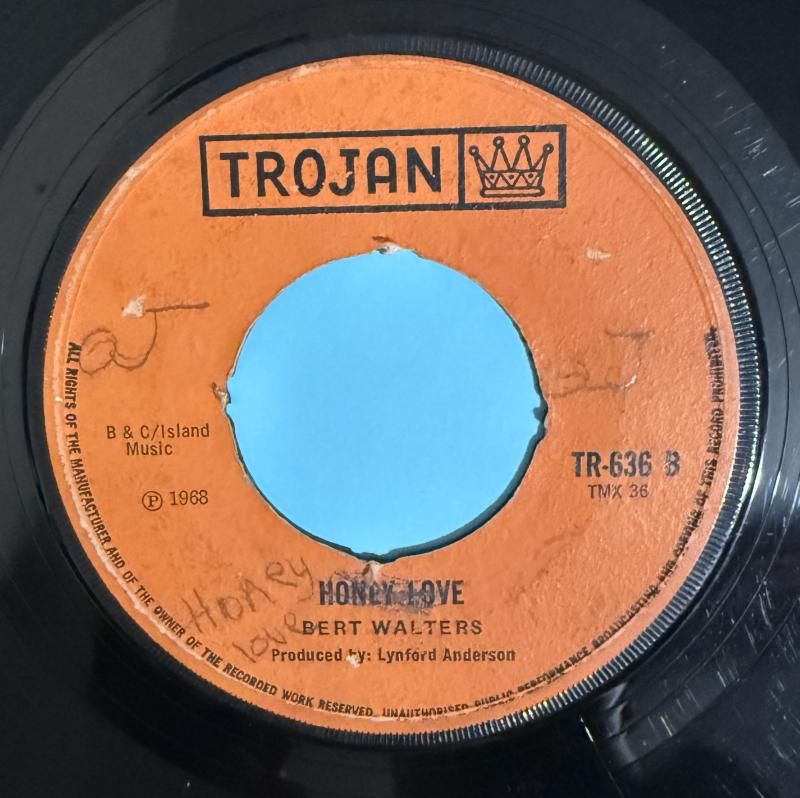 TROJAN
B & C/Island
Music
℗ 1968
TR-636 B
TMX 36
HONEY LOVE
BERT WALTERS
Produced by: Lynford Anderson
Honey
love
ALL RIGHTS OF THE MANUFACTURER AND OF THE OWNER OF THE RECORDED WORK RESERVED. UNAUTHORISED PUBLIC PERFORMANCE BROADCASTING AND COPYING OF THIS RECORD PROHIBITED.